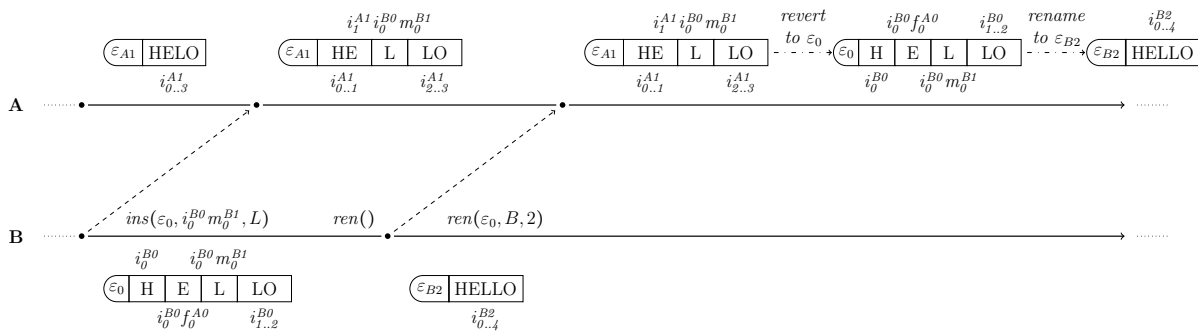 i_1^{A1} i_0^{B0} m_0^{B1} i_1^{A1} i_0^{B0} m_0^{B1} revert to ε_0 i_0^{B0} f_0^{A0} i_{1..2}^{B0} rename to ε_{B2} i_{0..4}^{B2}
ε_{A1} HELO ε_{A1} HE L LO ε_{A1} HE L LO ε_0 H E L LO ε_{B2} HELLO
i_{0..3}^{A1} i_{0..1}^{A1} i_{2..3}^{A1} i_{0..1}^{A1} i_{2..3}^{A1} i_0^{B0} i_0^{B0} m_0^{B1}
A
ins(ε_0, i_0^{B0} m_0^{B1}, L) ren() ren(ε_0, B, 2)
B
i_0^{B0} i_0^{B0} m_0^{B1}
ε_0 H E L LO ε_{B2} HELLO
i_0^{B0} f_0^{A0} i_{1..2}^{B0} i_{0..4}^{B2}